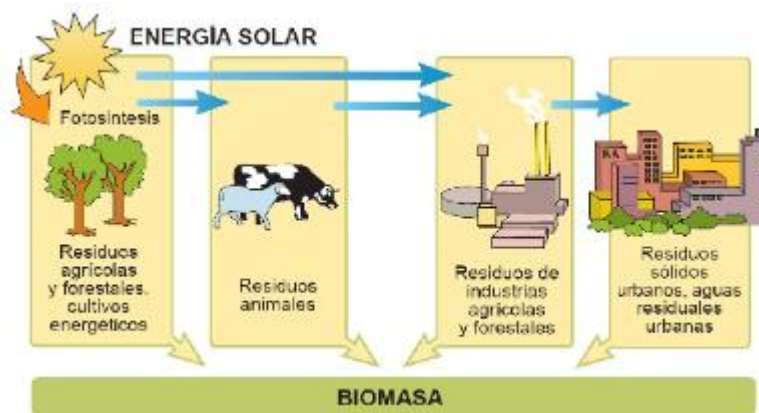 ENERGÍA SOLAR
Fotosíntesis
Residuos
agrícolas
y forestales.
cultivos
energéticos
Residuos
animales
Residuos de
industrias
agrícolas
y forestales
Residuos
sólidos
urbanos, aguas
residuales
urbanas
BIOMASA